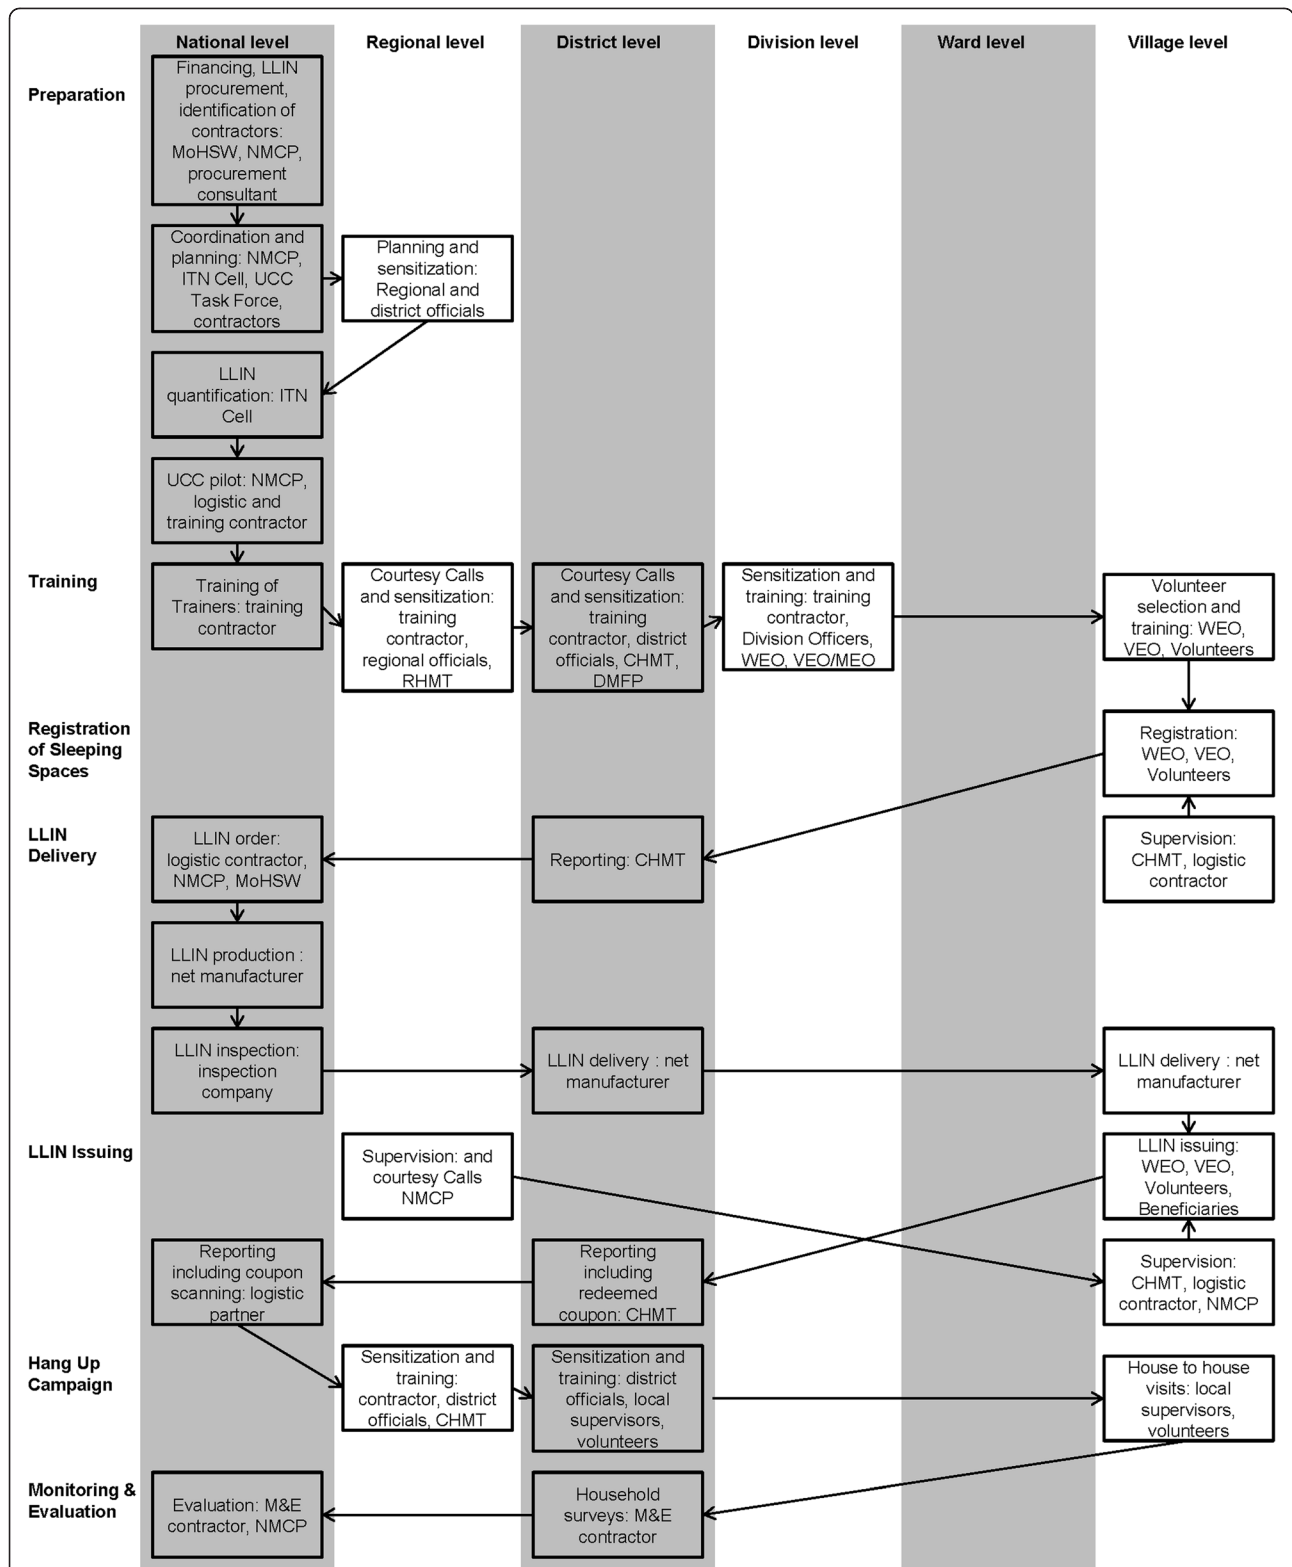 National level
Regional level
District level
Division level
Ward level
Village level
Preparation
Financing, LLIN
procurement,
identification of
contractors:
MoHSW, NMCP,
procurement
consultant
Coordination and
planning: NMCP,
ITN Cell, UCC
Task Force,
contractors
Planning and
sensitization:
Regional and
district officials
LLIN
quantification: ITN
Cell
UCC pilot: NMCP,
logistic and
training contractor
Training
Training of
Trainers: training
contractor
Courtesy Calls
and sensitization:
training
contractor,
regional officials,
RHMT
Courtesy Calls
and sensitization:
training
contractor, district
officials, CHMT,
DMFP
Sensitization and
training: training
contractor,
Division Officers,
WEO, VEO/MEO
Volunteer
selection and
training: WEO,
VEO, Volunteers
Registration
of Sleeping
Spaces
Registration:
WEO, VEO,
Volunteers
LLIN
Delivery
LLIN order:
logistic contractor,
NMCP, MoHSW
Reporting: CHMT
Supervision:
CHMT, logistic
contractor
LLIN production :
net manufacturer
LLIN inspection:
inspection
company
LLIN delivery : net
manufacturer
LLIN delivery : net
manufacturer
LLIN Issuing
Supervision: and
courtesy Calls
NMCP
LLIN issuing:
WEO, VEO,
Volunteers,
Beneficiaries
Reporting
including coupon
scanning: logistic
partner
Reporting
including
redeemed
coupon: CHMT
Supervision:
CHMT, logistic
contractor, NMCP
Hang Up
Campaign
Sensitization and
training:
contractor, district
officials, CHMT
Sensitization and
training: district
officials, local
supervisors,
volunteers
House to house
visits: local
supervisors,
volunteers
Monitoring &
Evaluation
Evaluation: M&E
contractor, NMCP
Household
surveys: M&E
contractor